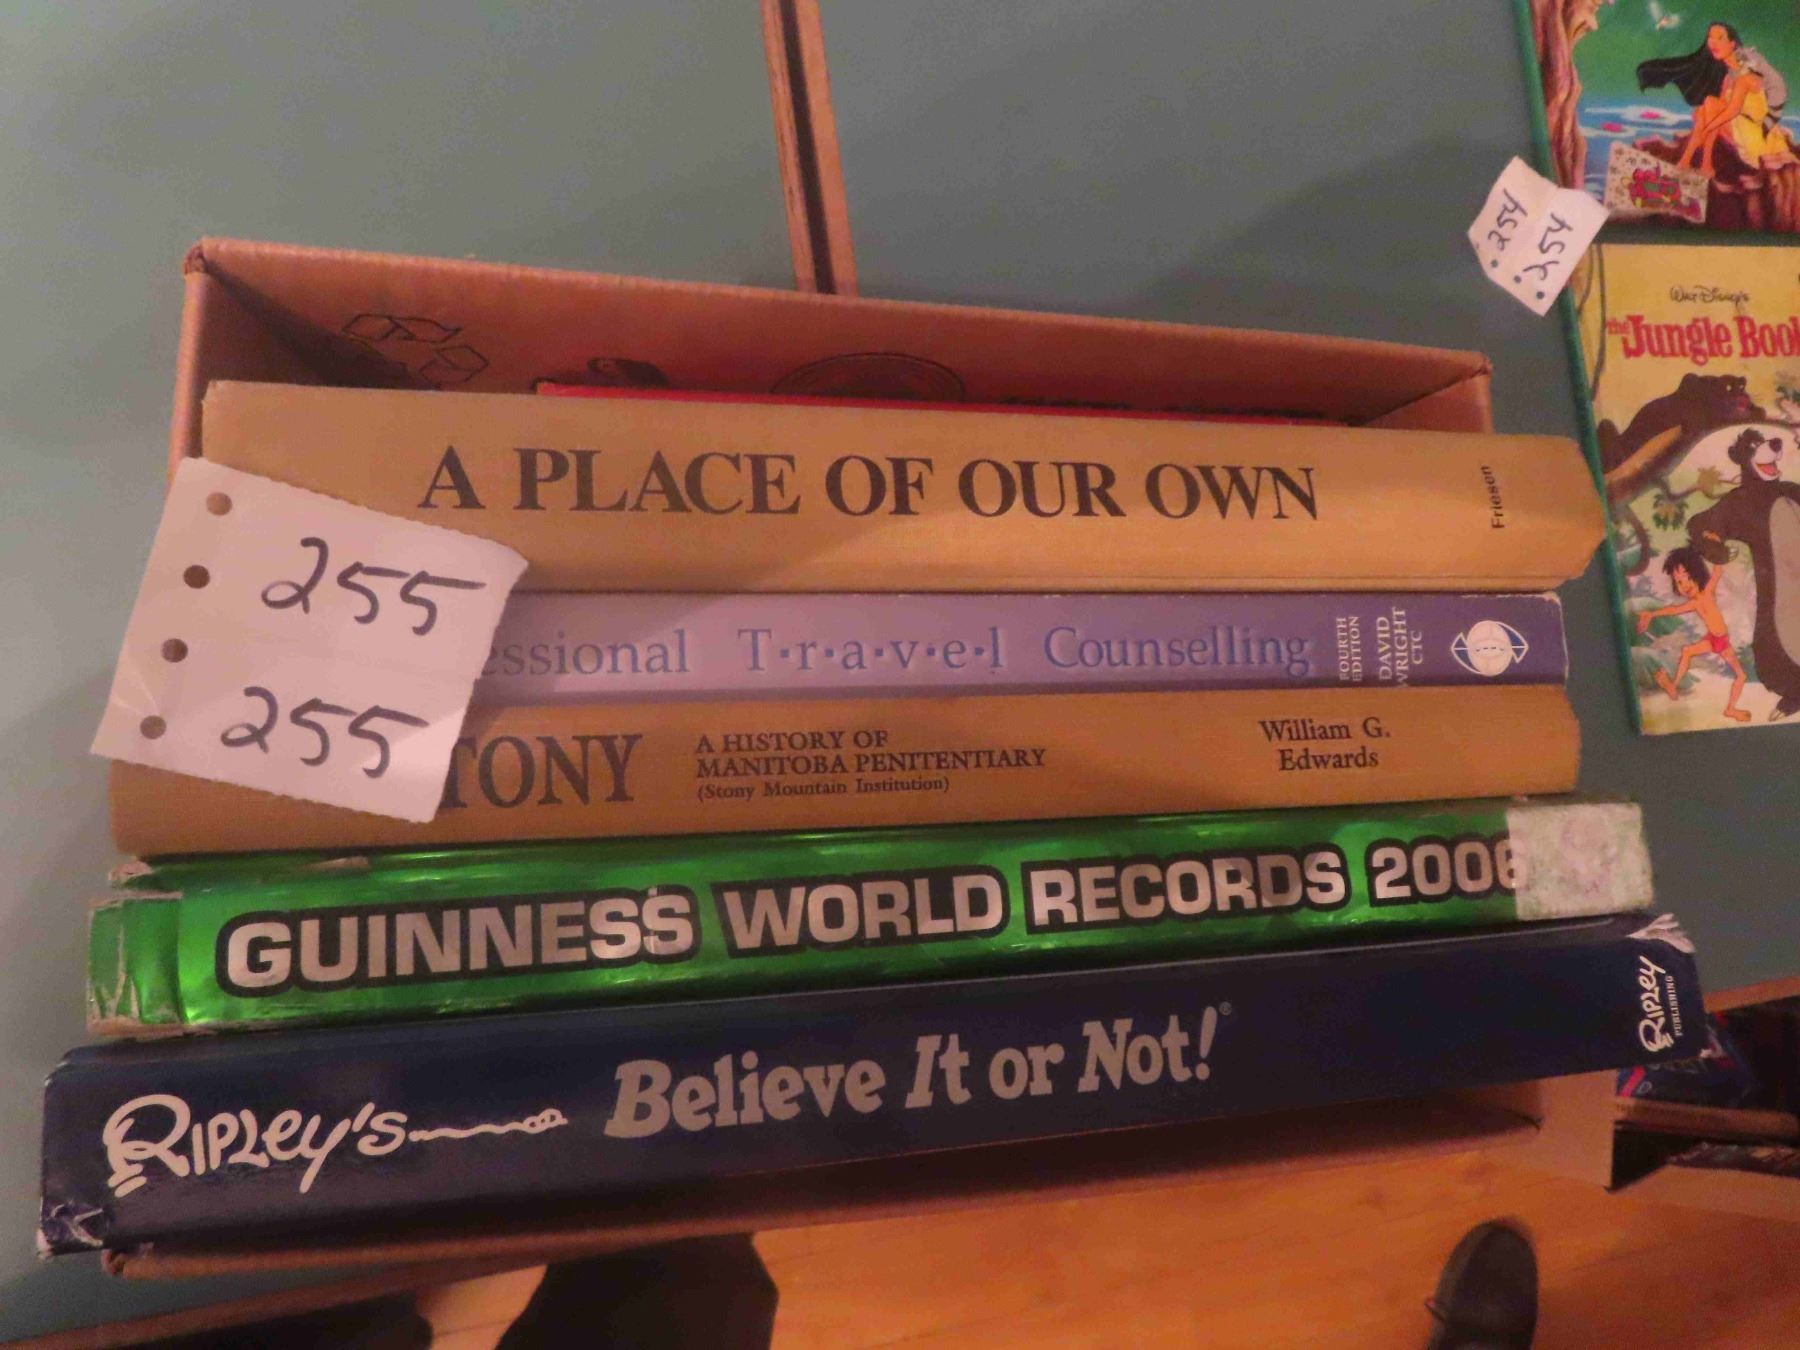 A PLACE OF OUR OWN
Friesen
255
255
Travel Counselling
FOURTH
EDITION
DAVID
WRIGHT
CTC
A HISTORY OF
MANITOBA PENITENTIARY
(Stony Mountain Institution)
William G.
Edwards
GUINNESS WORLD RECORDS 2006
RIPLEY'S Believe It or Not!®
RIPLEY
PUBLISHING
254
254
WALT DISNEY'S
the
Jungle Book